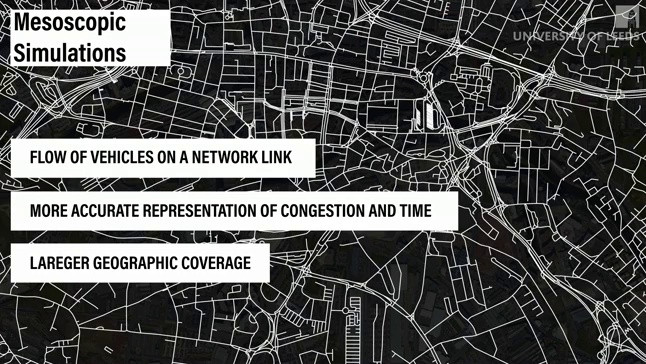 Mesoscopic
Simulations
UNIVERSITY OF LEEDS
FLOW OF VEHICLES ON A NETWORK LINK
MORE ACCURATE REPRESENTATION OF CONGESTION AND TIME
LAREGER GEOGRAPHIC COVERAGE